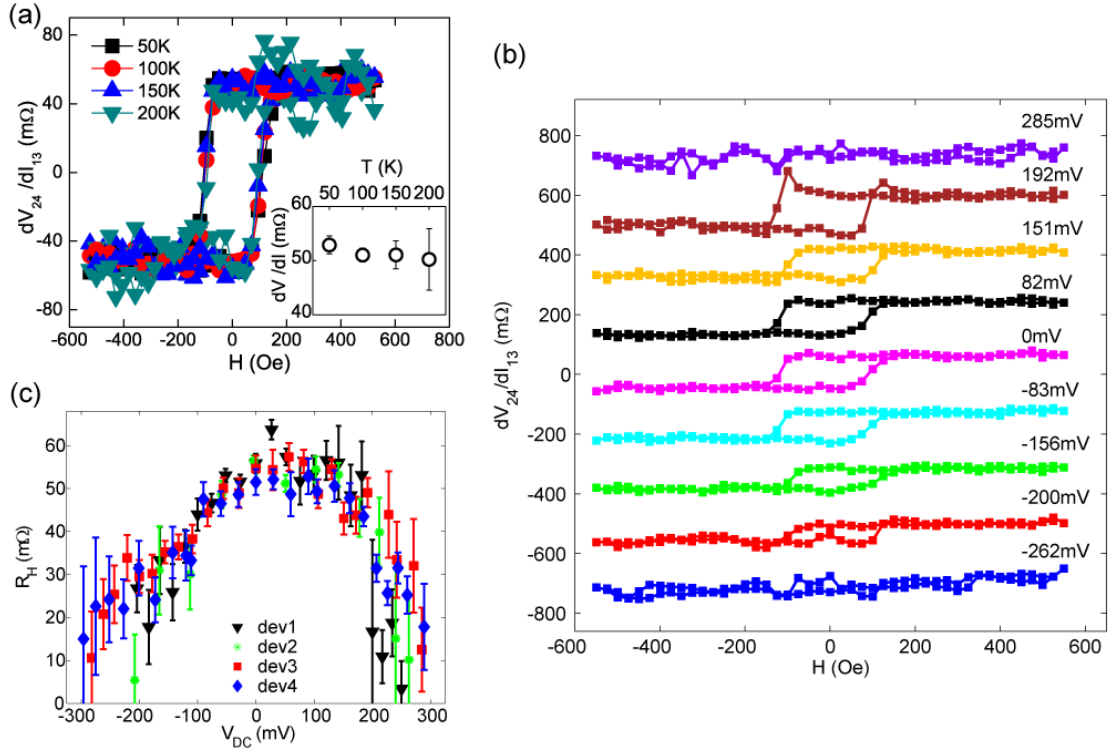 (a)
dV24/dI13 (mΩ)
80
40
0
-40
-80
50K
100K
150K
200K
T (K)
50 100 150 200
60
50
40
dV /dI (mΩ)
-600 -400 -200 0 200 400 600 800
H (Oe)
(b)
dV24/dI13 (mΩ)
800
600
400
200
0
-200
-400
-600
-800
285mV
192mV
151mV
82mV
0mV
-83mV
-156mV
-200mV
-262mV
-600 -400 -200 0 200 400 600
H (Oe)
(c)
RH (mΩ)
60
50
40
30
20
10
0
dev1
dev2
dev3
dev4
-300 -200 -100 0 100 200 300
VDC (mV)